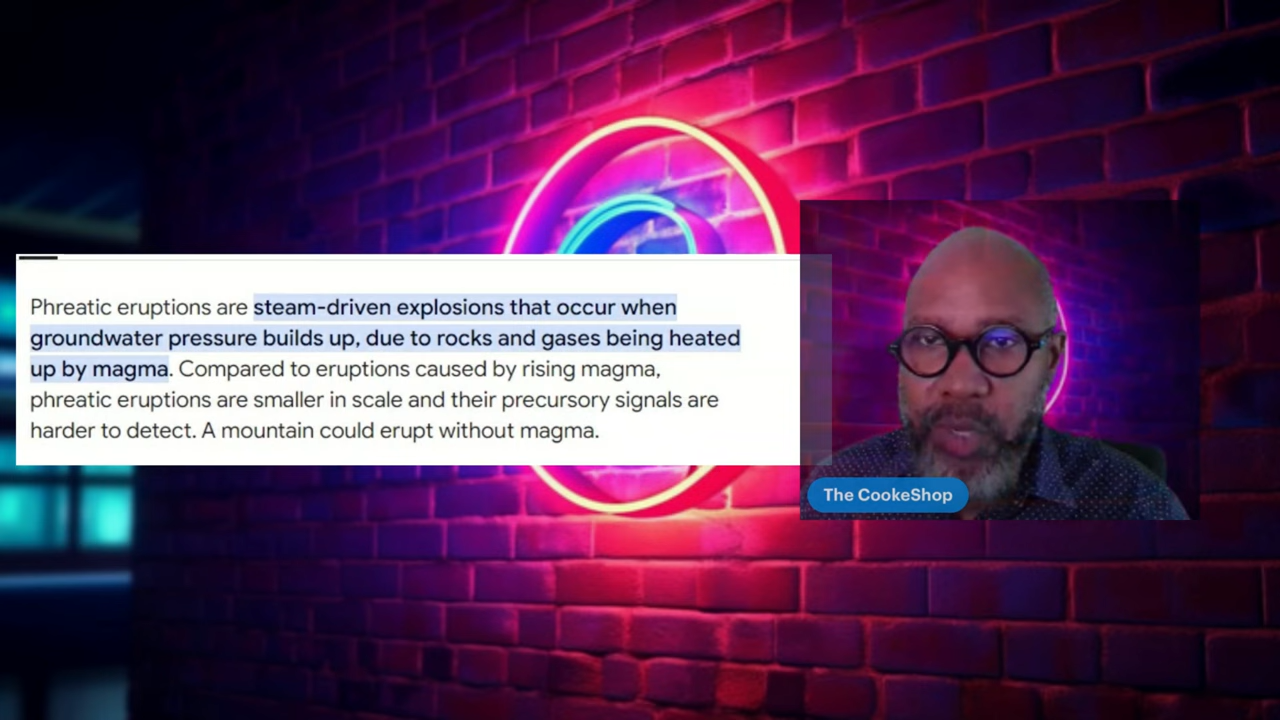 Phreatic eruptions are steam-driven explosions that occur when
groundwater pressure builds up, due to rocks and gases being heated
up by magma. Compared to eruptions caused by rising magma,
phreatic eruptions are smaller in scale and their precursory signals are
harder to detect. A mountain could erupt without magma.
The CookeShop